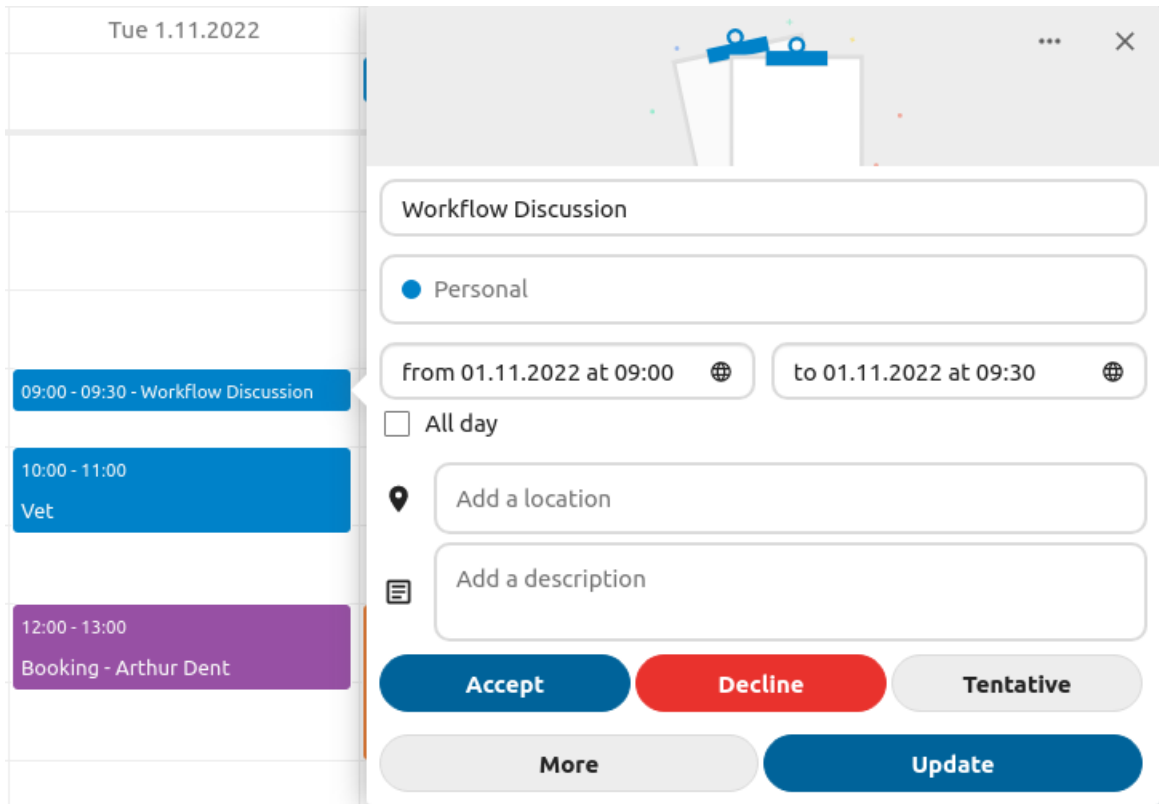 Tue 1.11.2022
09:00 - 09:30 - Workflow Discussion
10:00 - 11:00
Vet
12:00 - 13:00
Booking - Arthur Dent
Workflow Discussion
Personal
from 01.11.2022 at 09:00
to 01.11.2022 at 09:30
All day
Add a location
Add a description
Accept
Decline
Tentative
More
Update